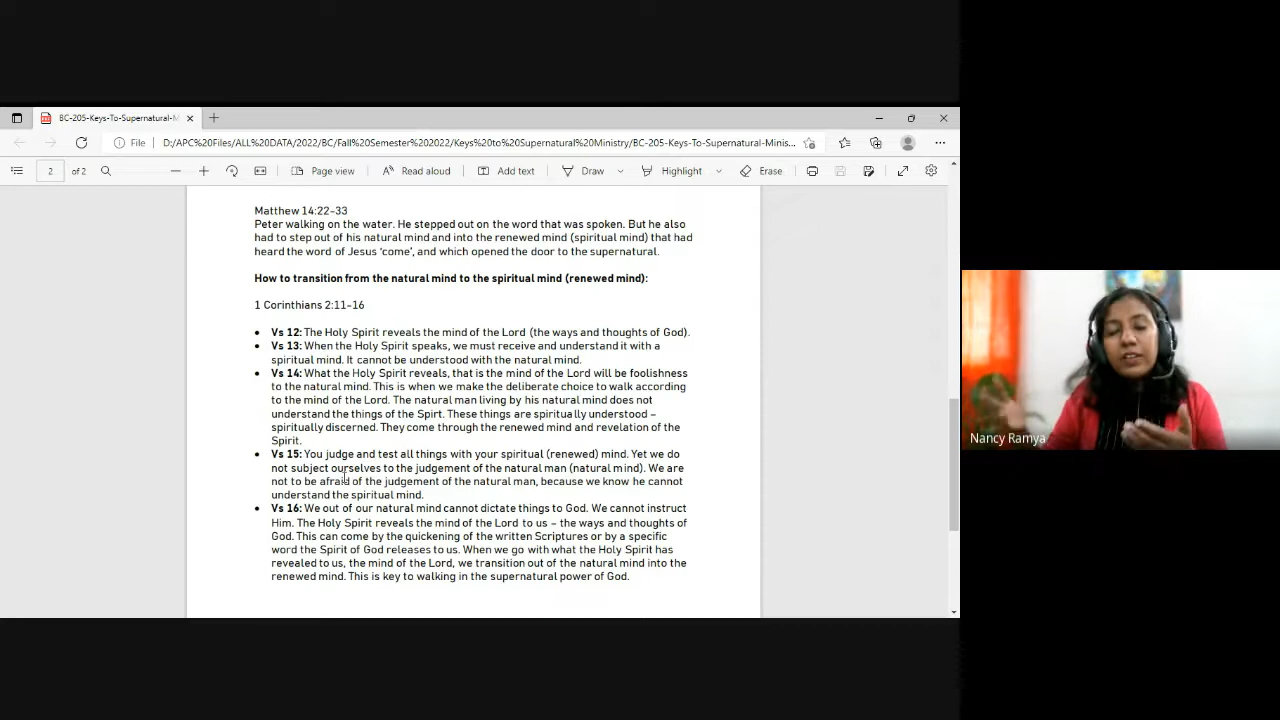 BC-205-Keys-To-Supernatural-M
File
D:/APC%20Files/ALL%20DATA/2022/BC/Fall%20Semester%202022/Keys%20to%20Supernatural%20Ministry/BC-205-Keys-To-Supernatural-Minis...
2 of 2
Page view
Read aloud
Add text
Draw
Highlight
Erase
Matthew 14:22-33
Peter walking on the water. He stepped out on the word that was spoken. But he also
had to step out of his natural mind and into the renewed mind (spiritual mind) that had
heard the word of Jesus ‘come’, and which opened the door to the supernatural.
How to transition from the natural mind to the spiritual mind (renewed mind):
1 Corinthians 2:11-16
• Vs 12: The Holy Spirit reveals the mind of the Lord (the ways and thoughts of God).
• Vs 13: When the Holy Spirit speaks, we must receive and understand it with a
spiritual mind. It cannot be understood with the natural mind.
• Vs 14: What the Holy Spirit reveals, that is the mind of the Lord will be foolishness
to the natural mind. This is when we make the deliberate choice to walk according
to the mind of the Lord. The natural man living by his natural mind does not
understand the things of the Spirt. These things are spiritually understood –
spiritually discerned. They come through the renewed mind and revelation of the
Spirit.
• Vs 15: You judge and test all things with your spiritual (renewed) mind. Yet we do
not subject ourselves to the judgement of the natural man (natural mind). We are
not to be afraid of the judgement of the natural man, because we know he cannot
understand the spiritual mind.
• Vs 16: We out of our natural mind cannot dictate things to God. We cannot instruct
Him. The Holy Spirit reveals the mind of the Lord to us – the ways and thoughts of
God. This can come by the quickening of the written Scriptures or by a specific
word the Spirit of God releases to us. When we go with what the Holy Spirit has
revealed to us, the mind of the Lord, we transition out of the natural mind into the
renewed mind. This is key to walking in the supernatural power of God.
Nancy Ramya